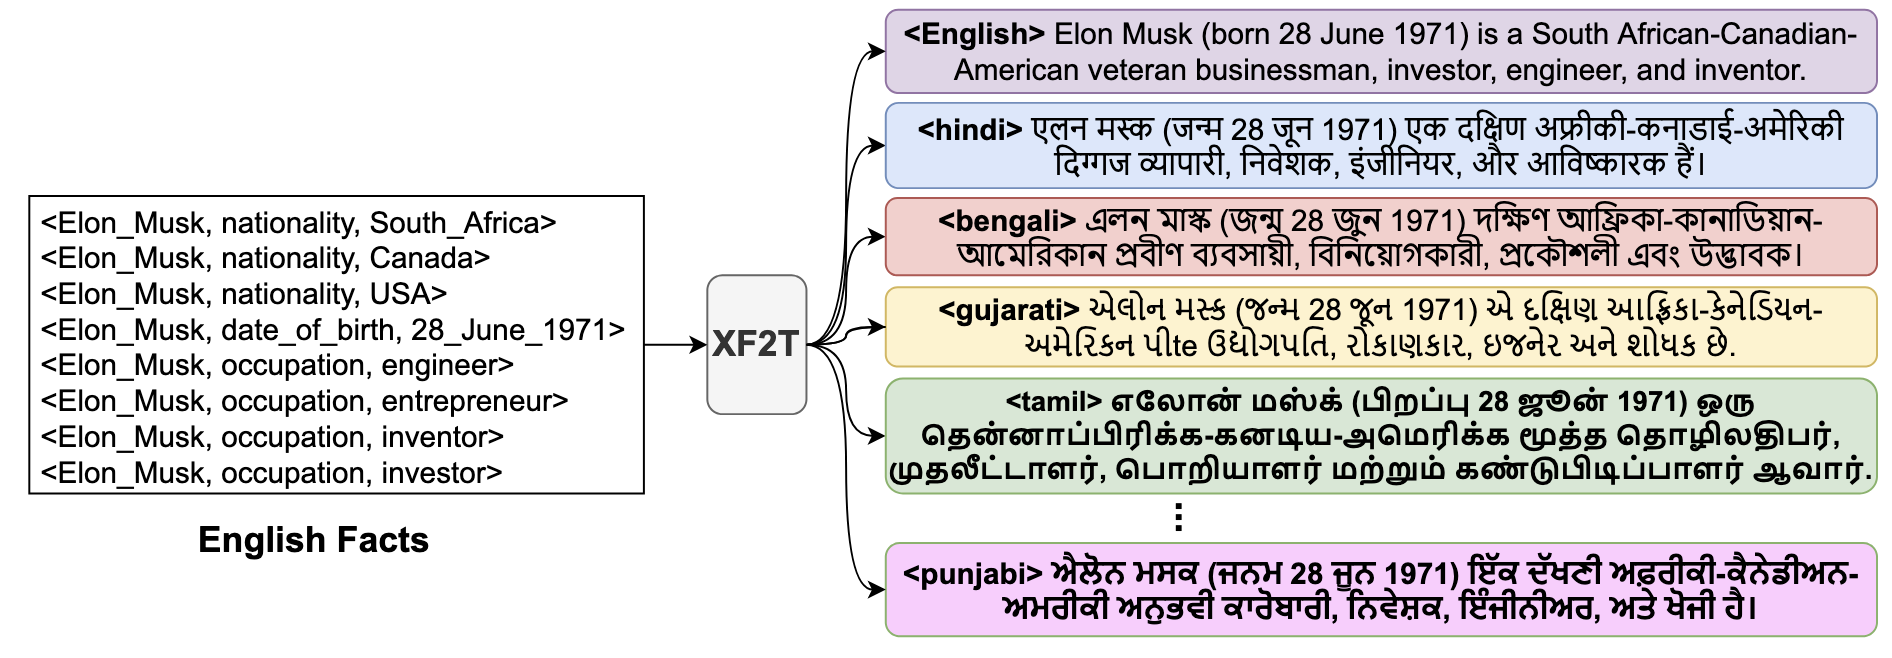 <Elon_Musk, nationality, South_Africa>
<Elon_Musk, nationality, Canada>
<Elon_Musk, nationality, USA>
<Elon_Musk, date_of_birth, 28_June_1971>
<Elon_Musk, occupation, engineer>
<Elon_Musk, occupation, entrepreneur>
<Elon_Musk, occupation, inventor>
<Elon_Musk, occupation, investor>
English Facts
XF2T
<English> Elon Musk (born 28 June 1971) is a South African-Canadian-
American veteran businessman, investor, engineer, and inventor.
<hindi> एलन मस्क (जन्म 28 जून 1971) एक दक्षिण अफ्रीकी-कनाडाई-अमेरिकी
दिग्गज व्यापारी, निवेशक, इंजीनियर, और आविष्कारक हैं।
<bengali> এলন মাস্ক (জন্ম 28 জুন 1971) দক্ষিণ আফ্রিকা-কানাডিয়ান-
আমেরিকান প্রবীণ ব্যবসায়ী, বিনিয়োগকারী, প্রকৌশলী এবং উদ্ভাবক।
<gujarati> એલોન મસ્ક (જન્મ 28 જૂન 1971) એ દક્ષિણ આફ્રિકા-કેનેડિયન-
અમેરિકન પીte ઉદ્યોગપતિ, રોકાણકાર, ઇજનેર અને શોધક છે.
<tamil> எலோன் மஸ்க் (பிறப்பு 28 ஜூன் 1971) ஒரு
தென்னாப்பிரிக்க-கனடிய-அமெரிக்க மூத்த தொழிலதிபர்,
முதலீட்டாளர், பொறியாளர் மற்றும் கண்டுபிடிப்பாளர் ஆவார்.
<punjabi> ਐਲੋਨ ਮਸਕ (ਜਨਮ 28 ਜੂਨ 1971) ਇੱਕ ਦੱਖਣੀ ਅਫ਼ਰੀਕੀ-ਕੈਨੇਡੀਅਨ-
ਅਮਰੀਕੀ ਅਨੁਭਵੀ ਕਾਰੋਬਾਰੀ, ਨਿਵੇਸ਼ਕ, ਇੰਜੀਨੀਅਰ, ਅਤੇ ਖੋਜੀ ਹੈ।